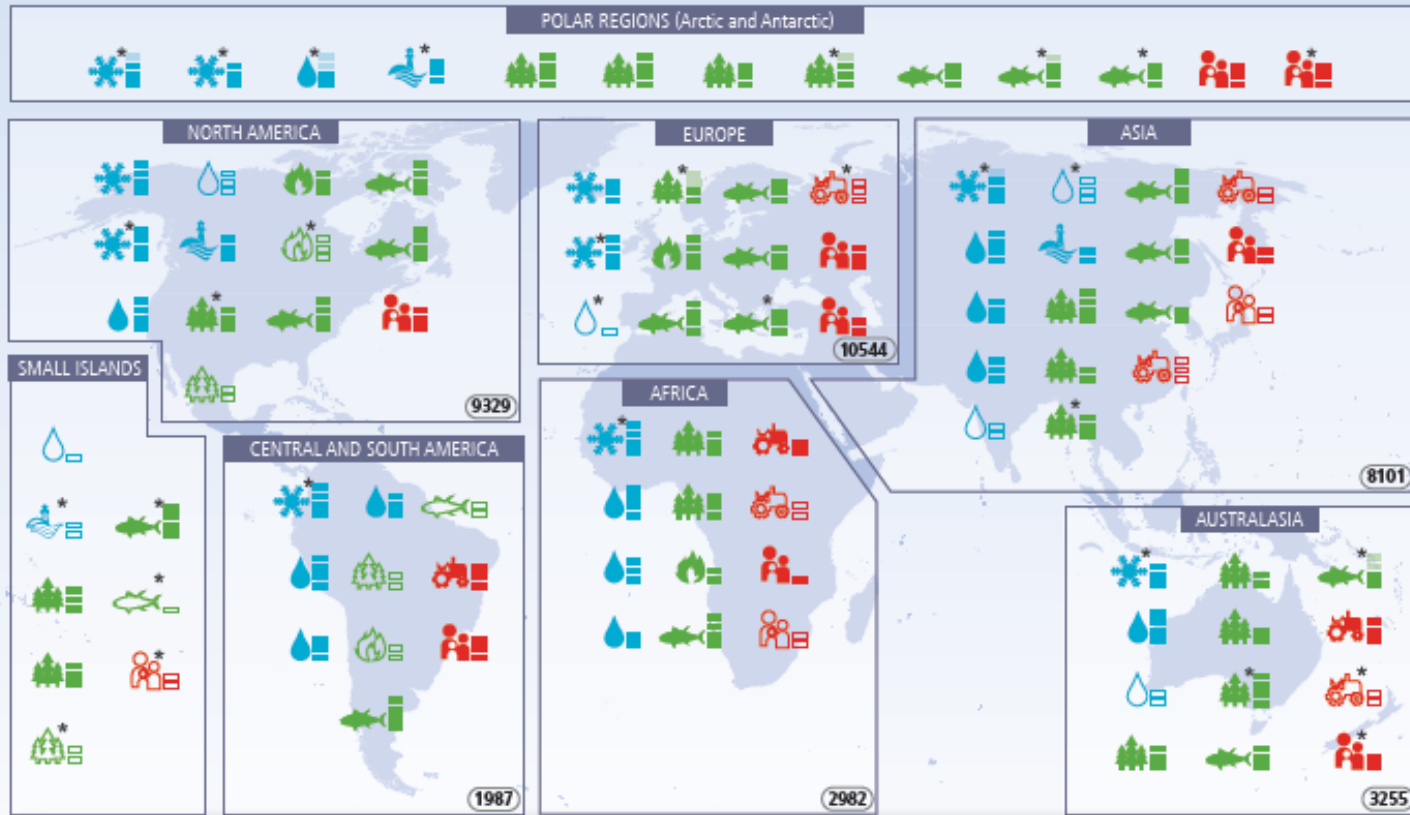 POLAR REGIONS (Arctic and Antarctic)
NORTH AMERICA
EUROPE
ASIA
10544
SMALL ISLANDS
AFRICA
9329
CENTRAL AND SOUTH AMERICA
8101
AUSTRALASIA
1987
2982
3255